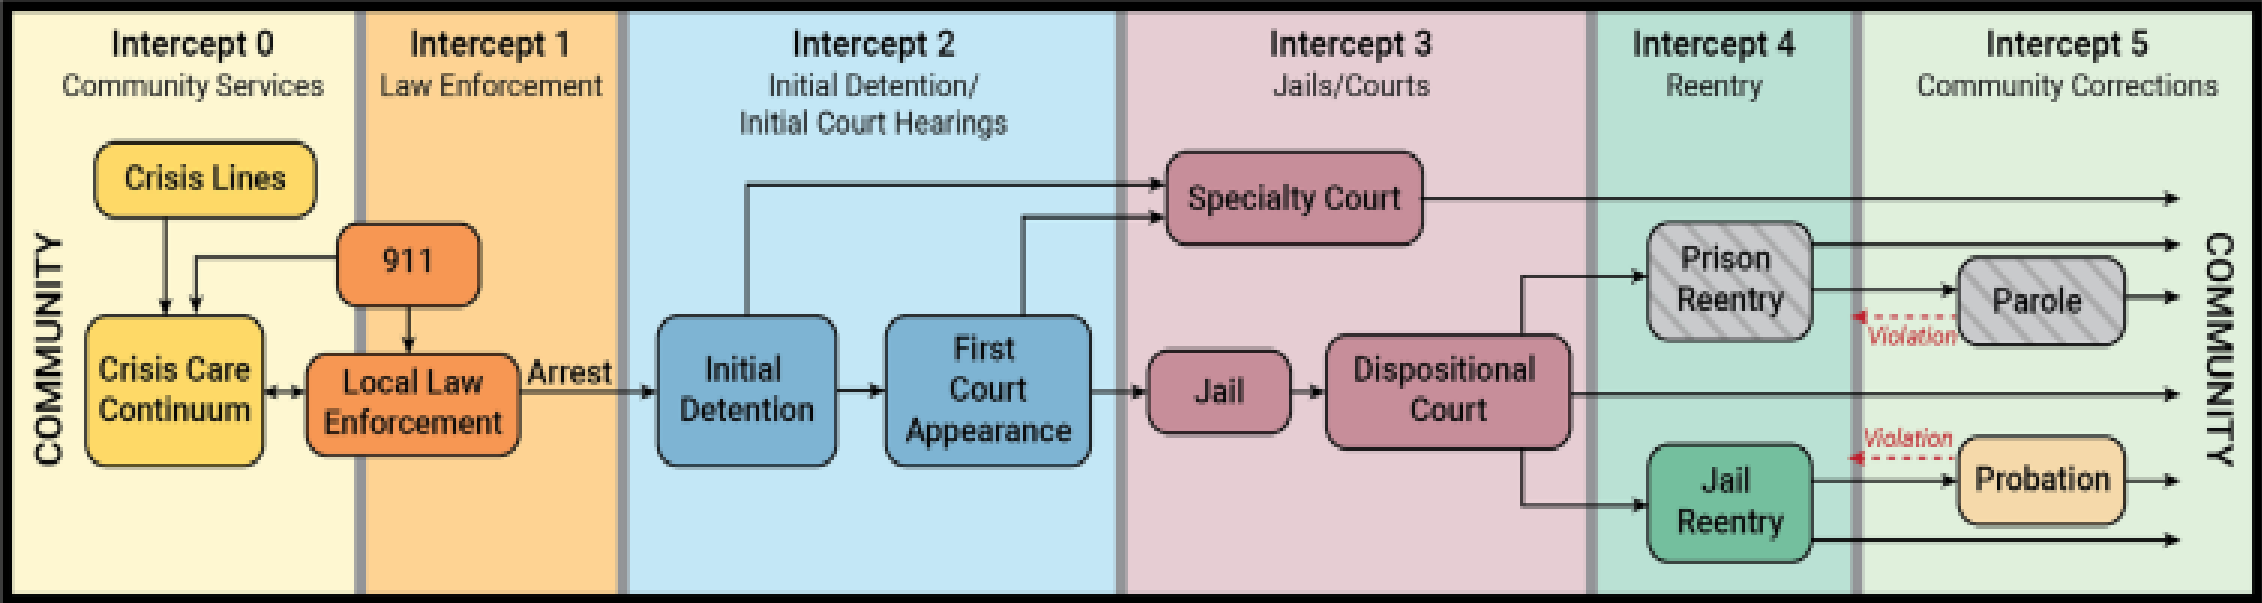 Intercept 0
Community Services
Intercept 1
Law Enforcement
Intercept 2
Initial Detention/
Initial Court Hearings
Intercept 3
Jails/Courts
Intercept 4
Reentry
Intercept 5
Community Corrections
COMMUNITY
Crisis Lines
911
Crisis Care
Continuum
Local Law
Enforcement
Arrest
Initial
Detention
First
Court
Appearance
Specialty Court
Jail
Dispositional
Court
Prison
Reentry
Parole
Violation
Jail
Reentry
Violation
Probation
COMMUNITY